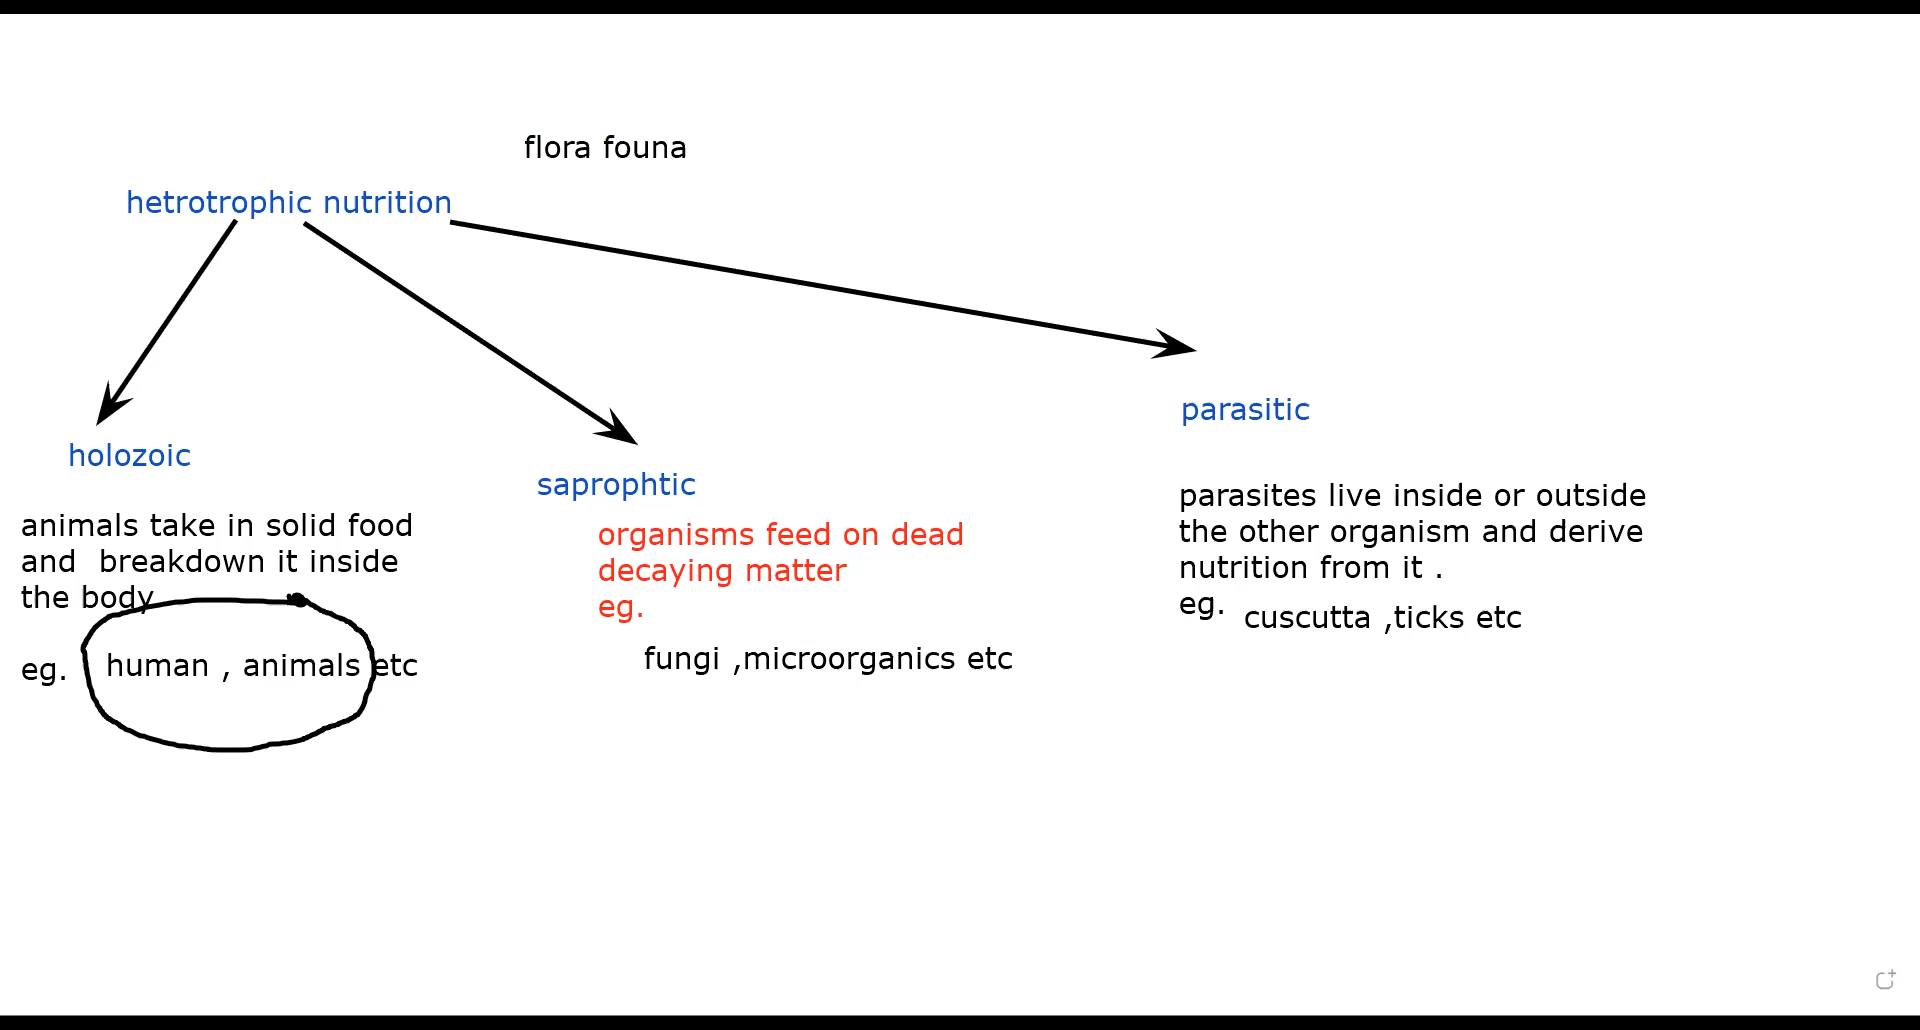 flora founa
hetrotrophic nutrition
holozoic
animals take in solid food
and  breakdown it inside
the body
eg.
human , animals etc
saprophtic
organisms feed on dead
decaying matter
eg.
fungi ,microorganics etc
parasitic
parasites live inside or outside
the other organism and derive
nutrition from it .
eg.
cuscutta ,ticks etc